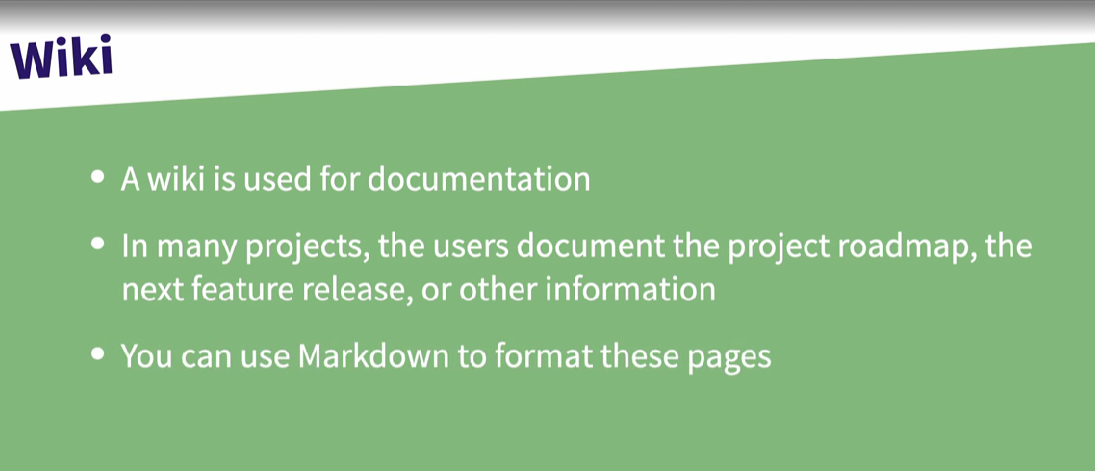 Wiki
• A wiki is used for documentation
• In many projects, the users document the project roadmap, the
next feature release, or other information
• You can use Markdown to format these pages